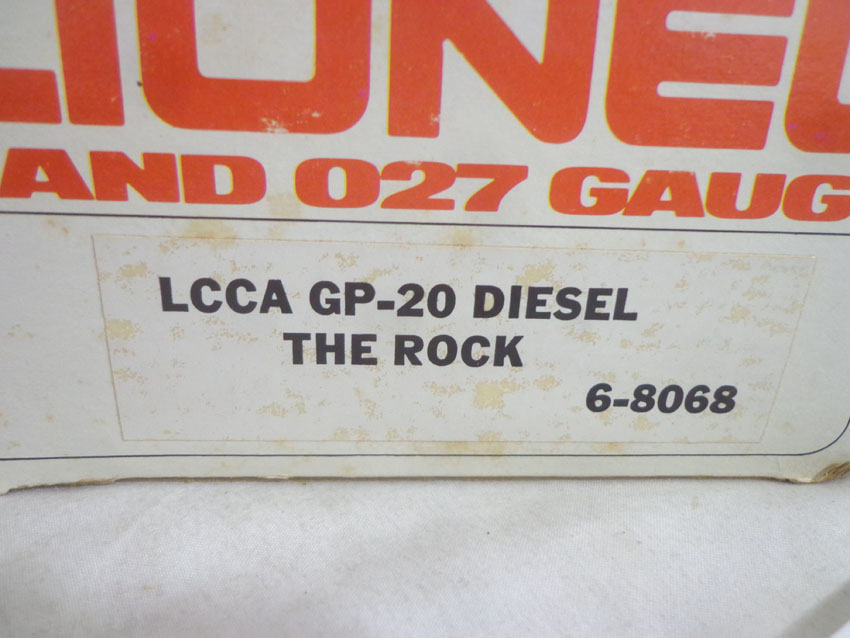 LIONEL
AND 027 GAUG
LCCA GP-20 DIESEL
THE ROCK
6-8068